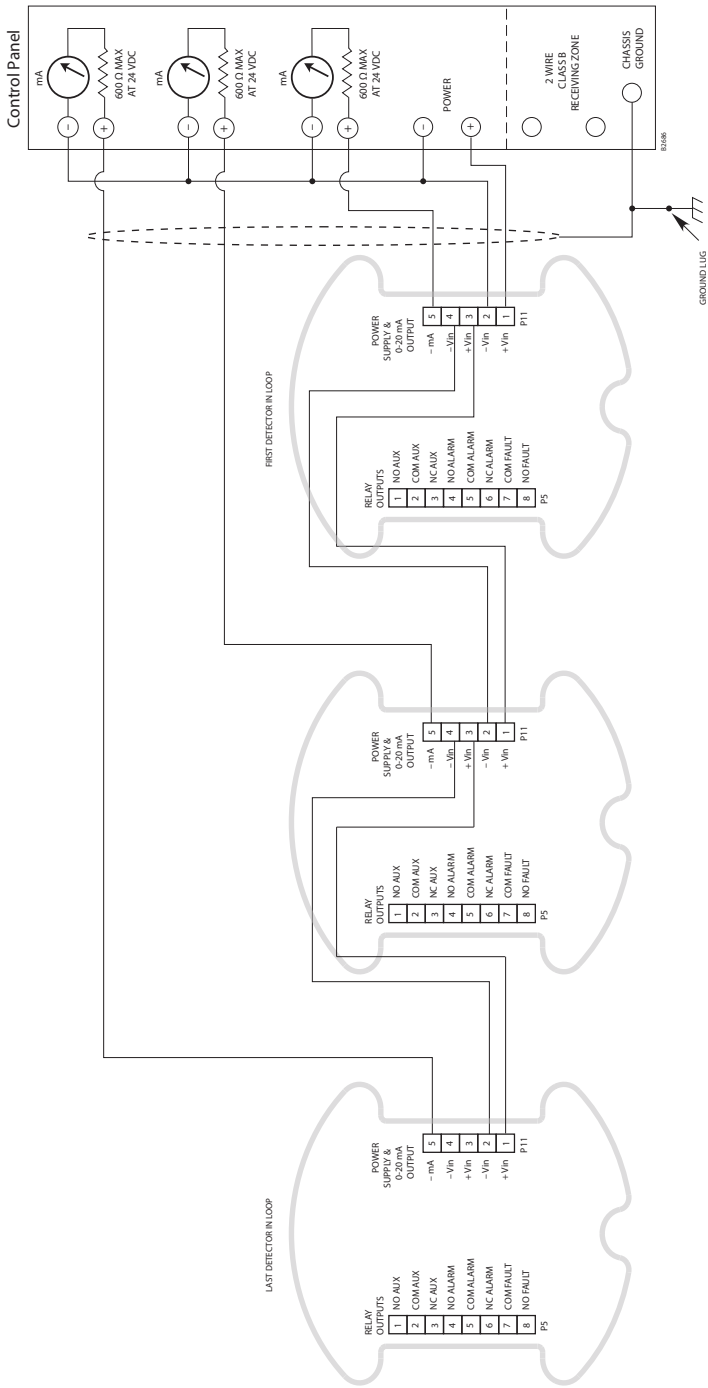 Control Panel
mA
600 Ω MAX
AT 24 VDC
–
+
mA
600 Ω MAX
AT 24 VDC
–
+
mA
600 Ω MAX
AT 24 VDC
–
+
POWER
–
+
2 WIRE
CLASS B
RECEIVING ZONE
CHASSIS
GROUND
B2686
GROUND LUG
FIRST DETECTOR IN LOOP
POWER
SUPPLY &
0-20 mA
OUTPUT
– mA 5
– Vin 4
+ Vin 3
– Vin 2
+ Vin 1
P11
RELAY
OUTPUTS
1 NO AUX
2 COM AUX
3 NC AUX
4 NO ALARM
5 COM ALARM
6 NC ALARM
7 COM FAULT
8 NO FAULT
P5
POWER
SUPPLY &
0-20 mA
OUTPUT
– mA 5
– Vin 4
+ Vin 3
– Vin 2
+ Vin 1
P11
RELAY
OUTPUTS
1 NO AUX
2 COM AUX
3 NC AUX
4 NO ALARM
5 COM ALARM
6 NC ALARM
7 COM FAULT
8 NO FAULT
P5
LAST DETECTOR IN LOOP
POWER
SUPPLY &
0-20 mA
OUTPUT
– mA 5
– Vin 4
+ Vin 3
– Vin 2
+ Vin 1
P11
RELAY
OUTPUTS
1 NO AUX
2 COM AUX
3 NC AUX
4 NO ALARM
5 COM ALARM
6 NC ALARM
7 COM FAULT
8 NO FAULT
P5